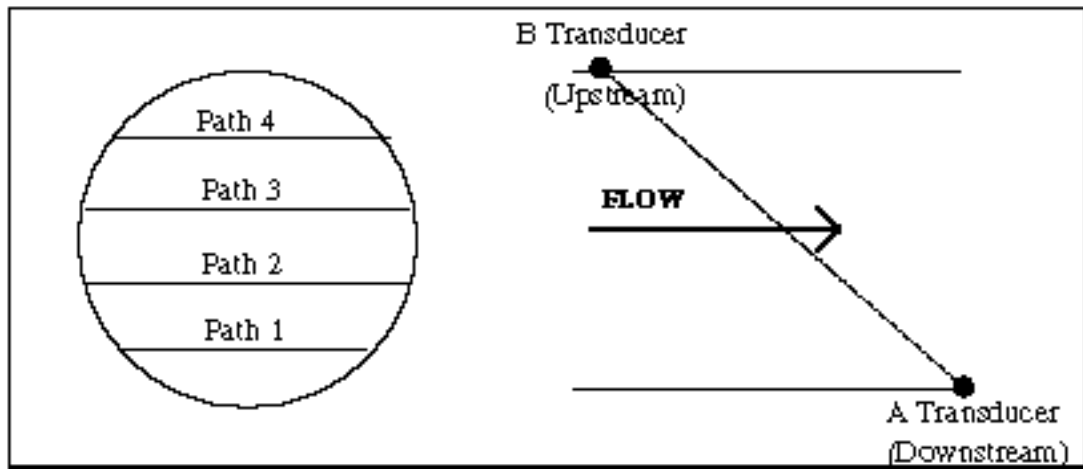 Path 4
Path 3
Path 2
Path 1
B Transducer
(Upstream)
FLOW
A Transducer
(Downstream)